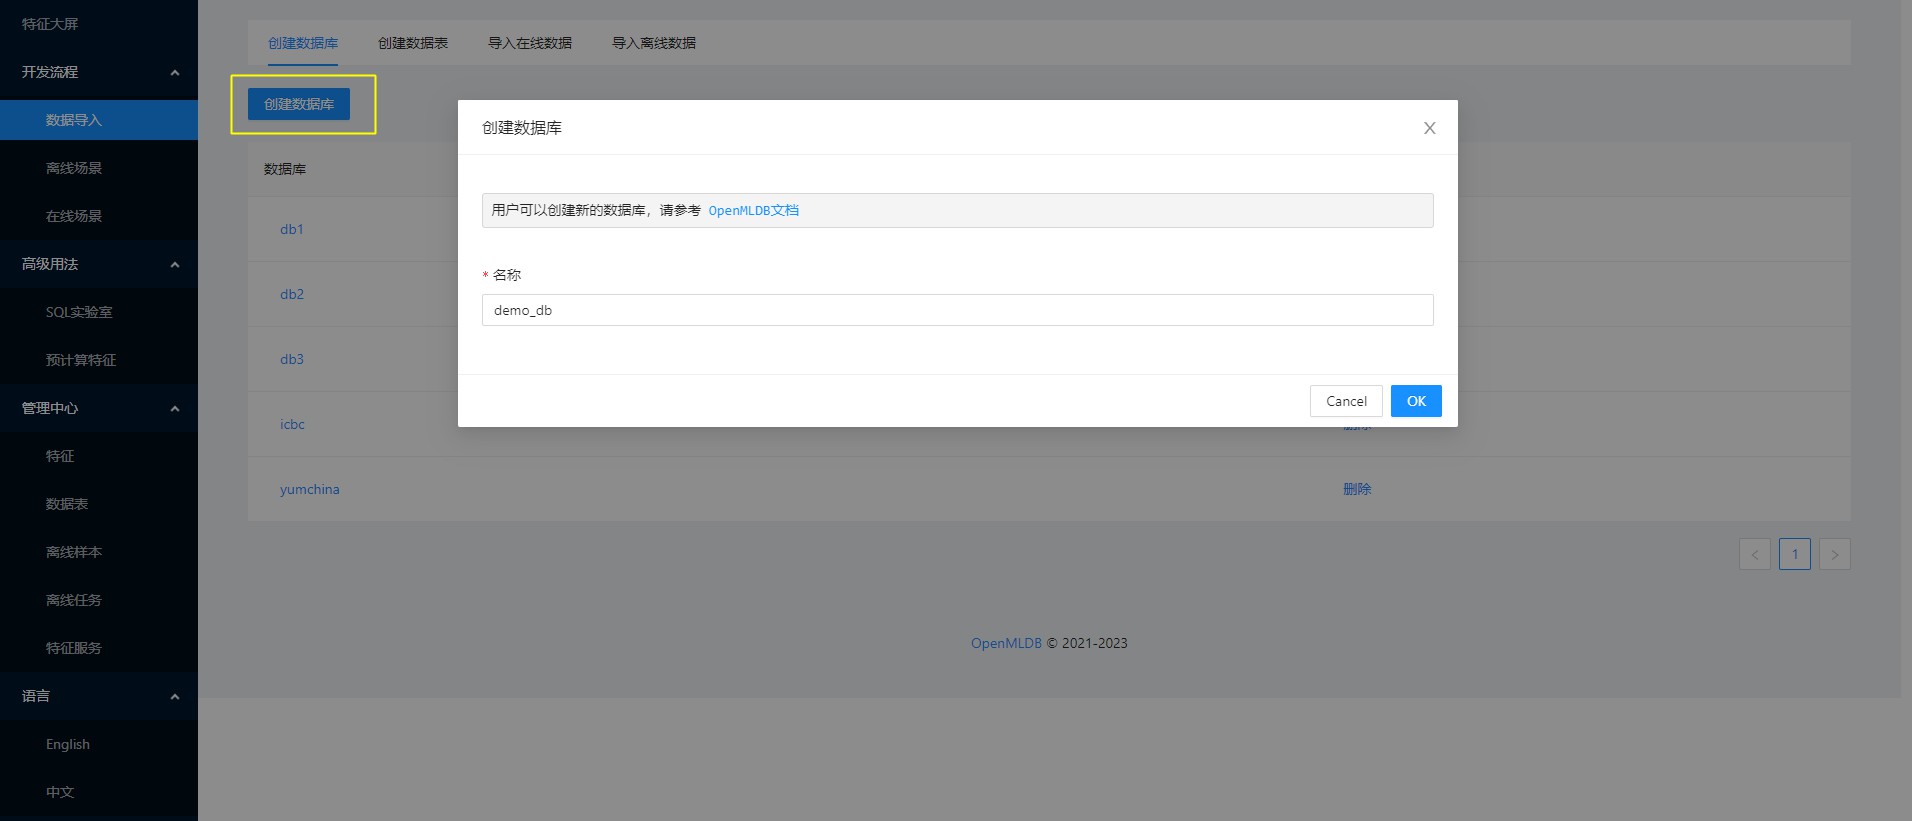 特征大屏
开发流程
数据导入
离线场景
在线场景
高级用法
SQL实验室
预计算特征
管理中心
特征
数据表
离线样本
离线任务
特征服务
语言
English
中文
创建数据库 创建数据表 导入在线数据 导入离线数据
创建数据库
数据库
db1
db2
db3
icbc 删除
yumchina 删除
1
OpenMLDB © 2021-2023
创建数据库
用户可以创建新的数据库，请参考 OpenMLDB文档
* 名称
demo_db
Cancel OK